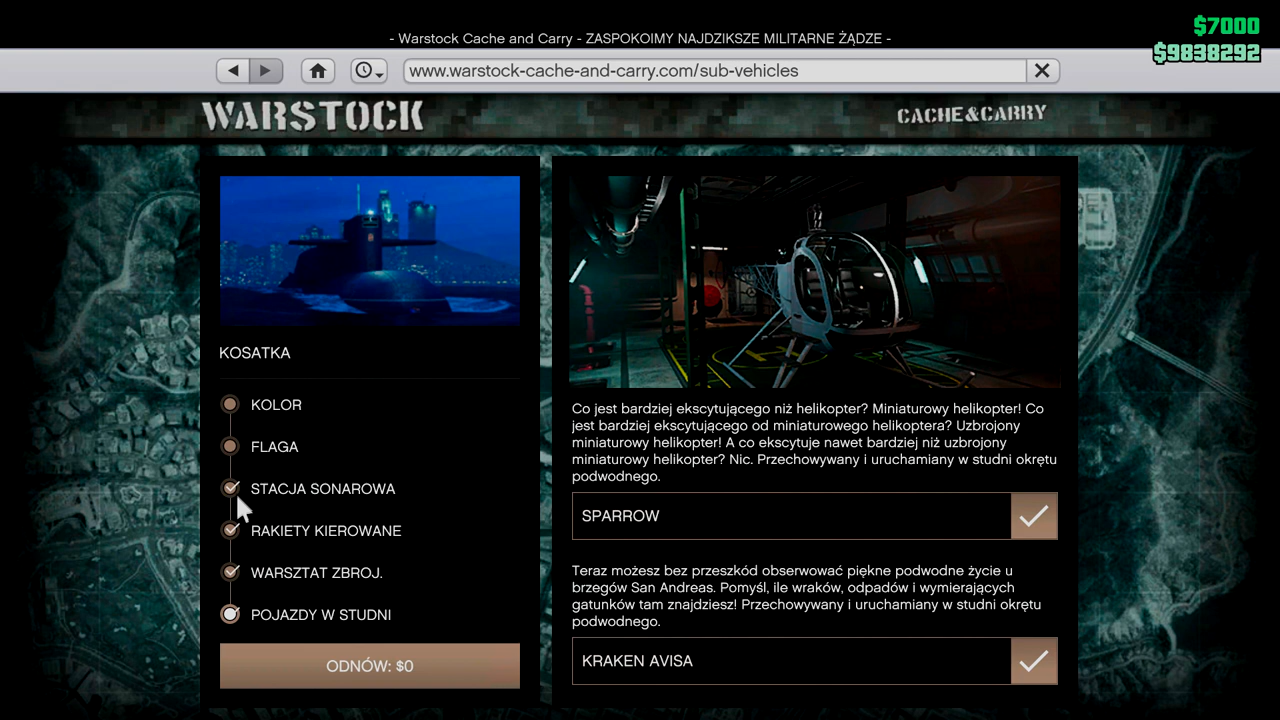 $7000
- Warstock Cache and Carry - ZASPOKOIMY NAJDZIKSZE MILITARNE ŻĄDZE -
$9838292
www.warstock-cache-and-carry.com/sub-vehicles
WARSTOCK
CACHE&CARRY
KOSATKA
KOLOR
FLAGA
STACJA SONAROWA
RAKIETY KIEROWANE
WARSZTAT ZBROJ.
POJAZDY W STUDNI
ODNÓW: $0
Co jest bardziej ekscytującego niż helikopter? Miniaturowy helikopter! Co
jest bardziej ekscytującego od miniaturowego helikoptera? Uzbrojony
miniaturowy helikopter! A co ekscytuje nawet bardziej niż uzbrojony
miniaturowy helikopter? Nic. Przechowywany i uruchamiany w studni okrętu
podwodnego.
SPARROW
Teraz możesz bez przeszkód obserwować piękne podwodne życie u
brzegów San Andreas. Pomyśl, ile wraków, odpadów i wymierających
gatunków tam znajdziesz! Przechowywany i uruchamiany w studni okrętu
podwodnego.
KRAKEN AVISA